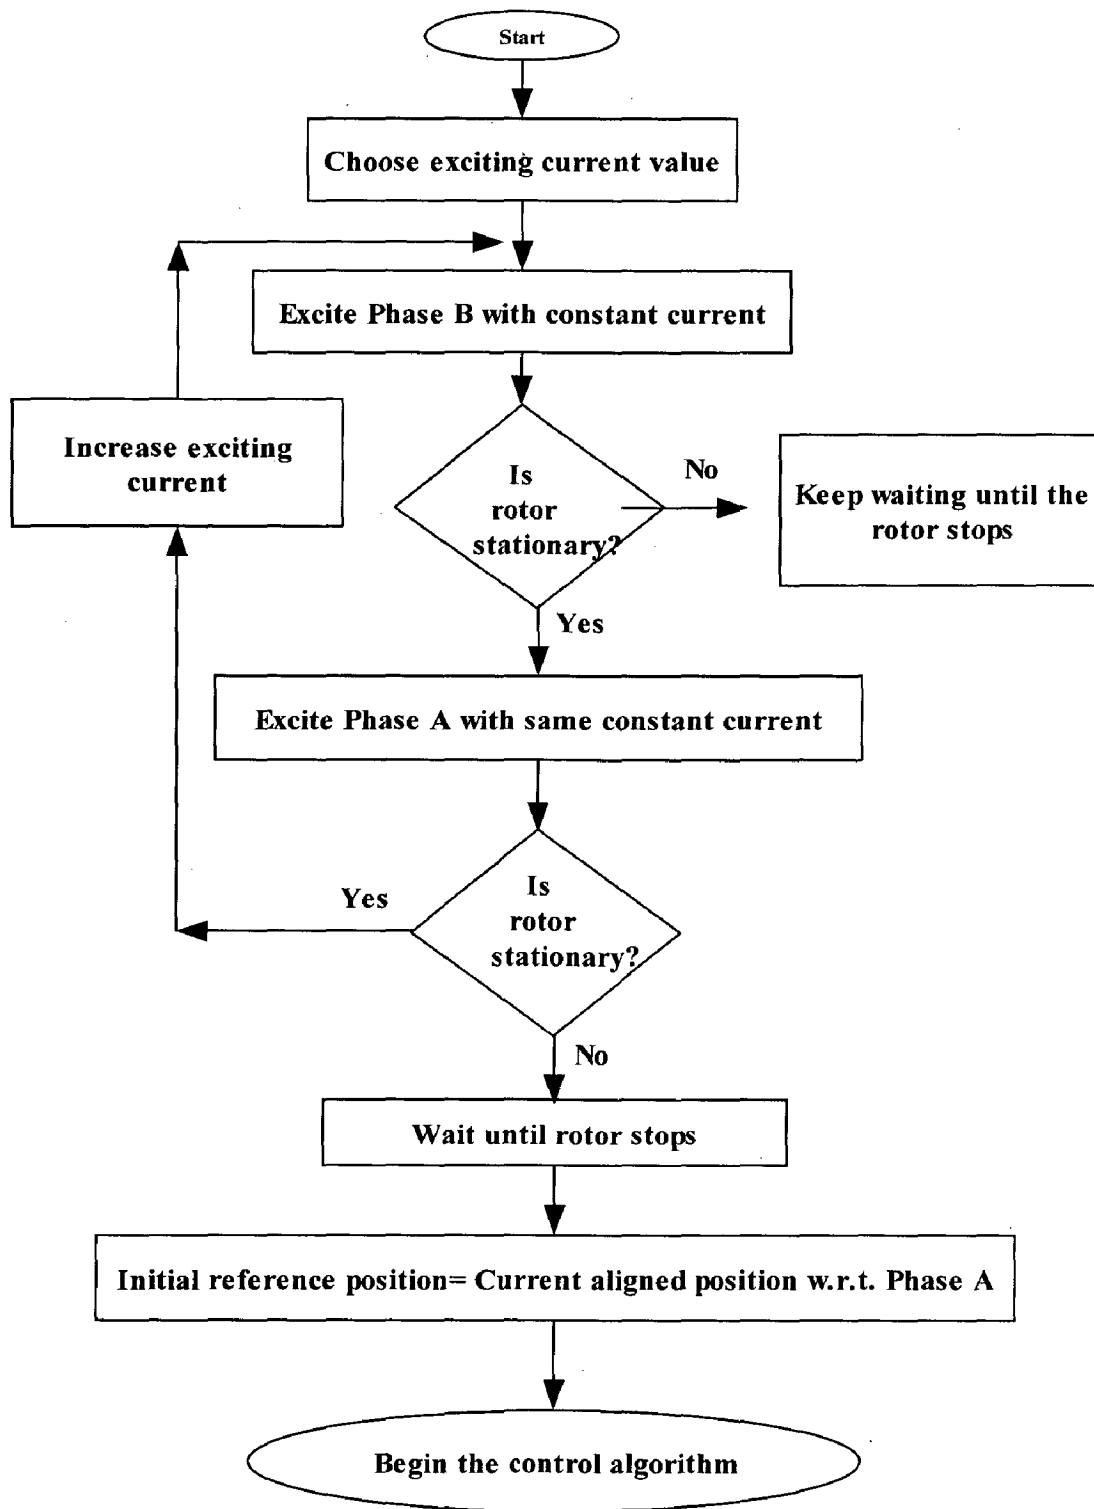 Start
Choose exciting current value
Excite Phase B with constant current
Increase exciting
current
Is
rotor
stationary?
No
Keep waiting until the
rotor stops
Yes
Excite Phase A with same constant current
Is
rotor
stationary?
Yes
No
Wait until rotor stops
Initial reference position= Current aligned position w.r.t. Phase A
Begin the control algorithm